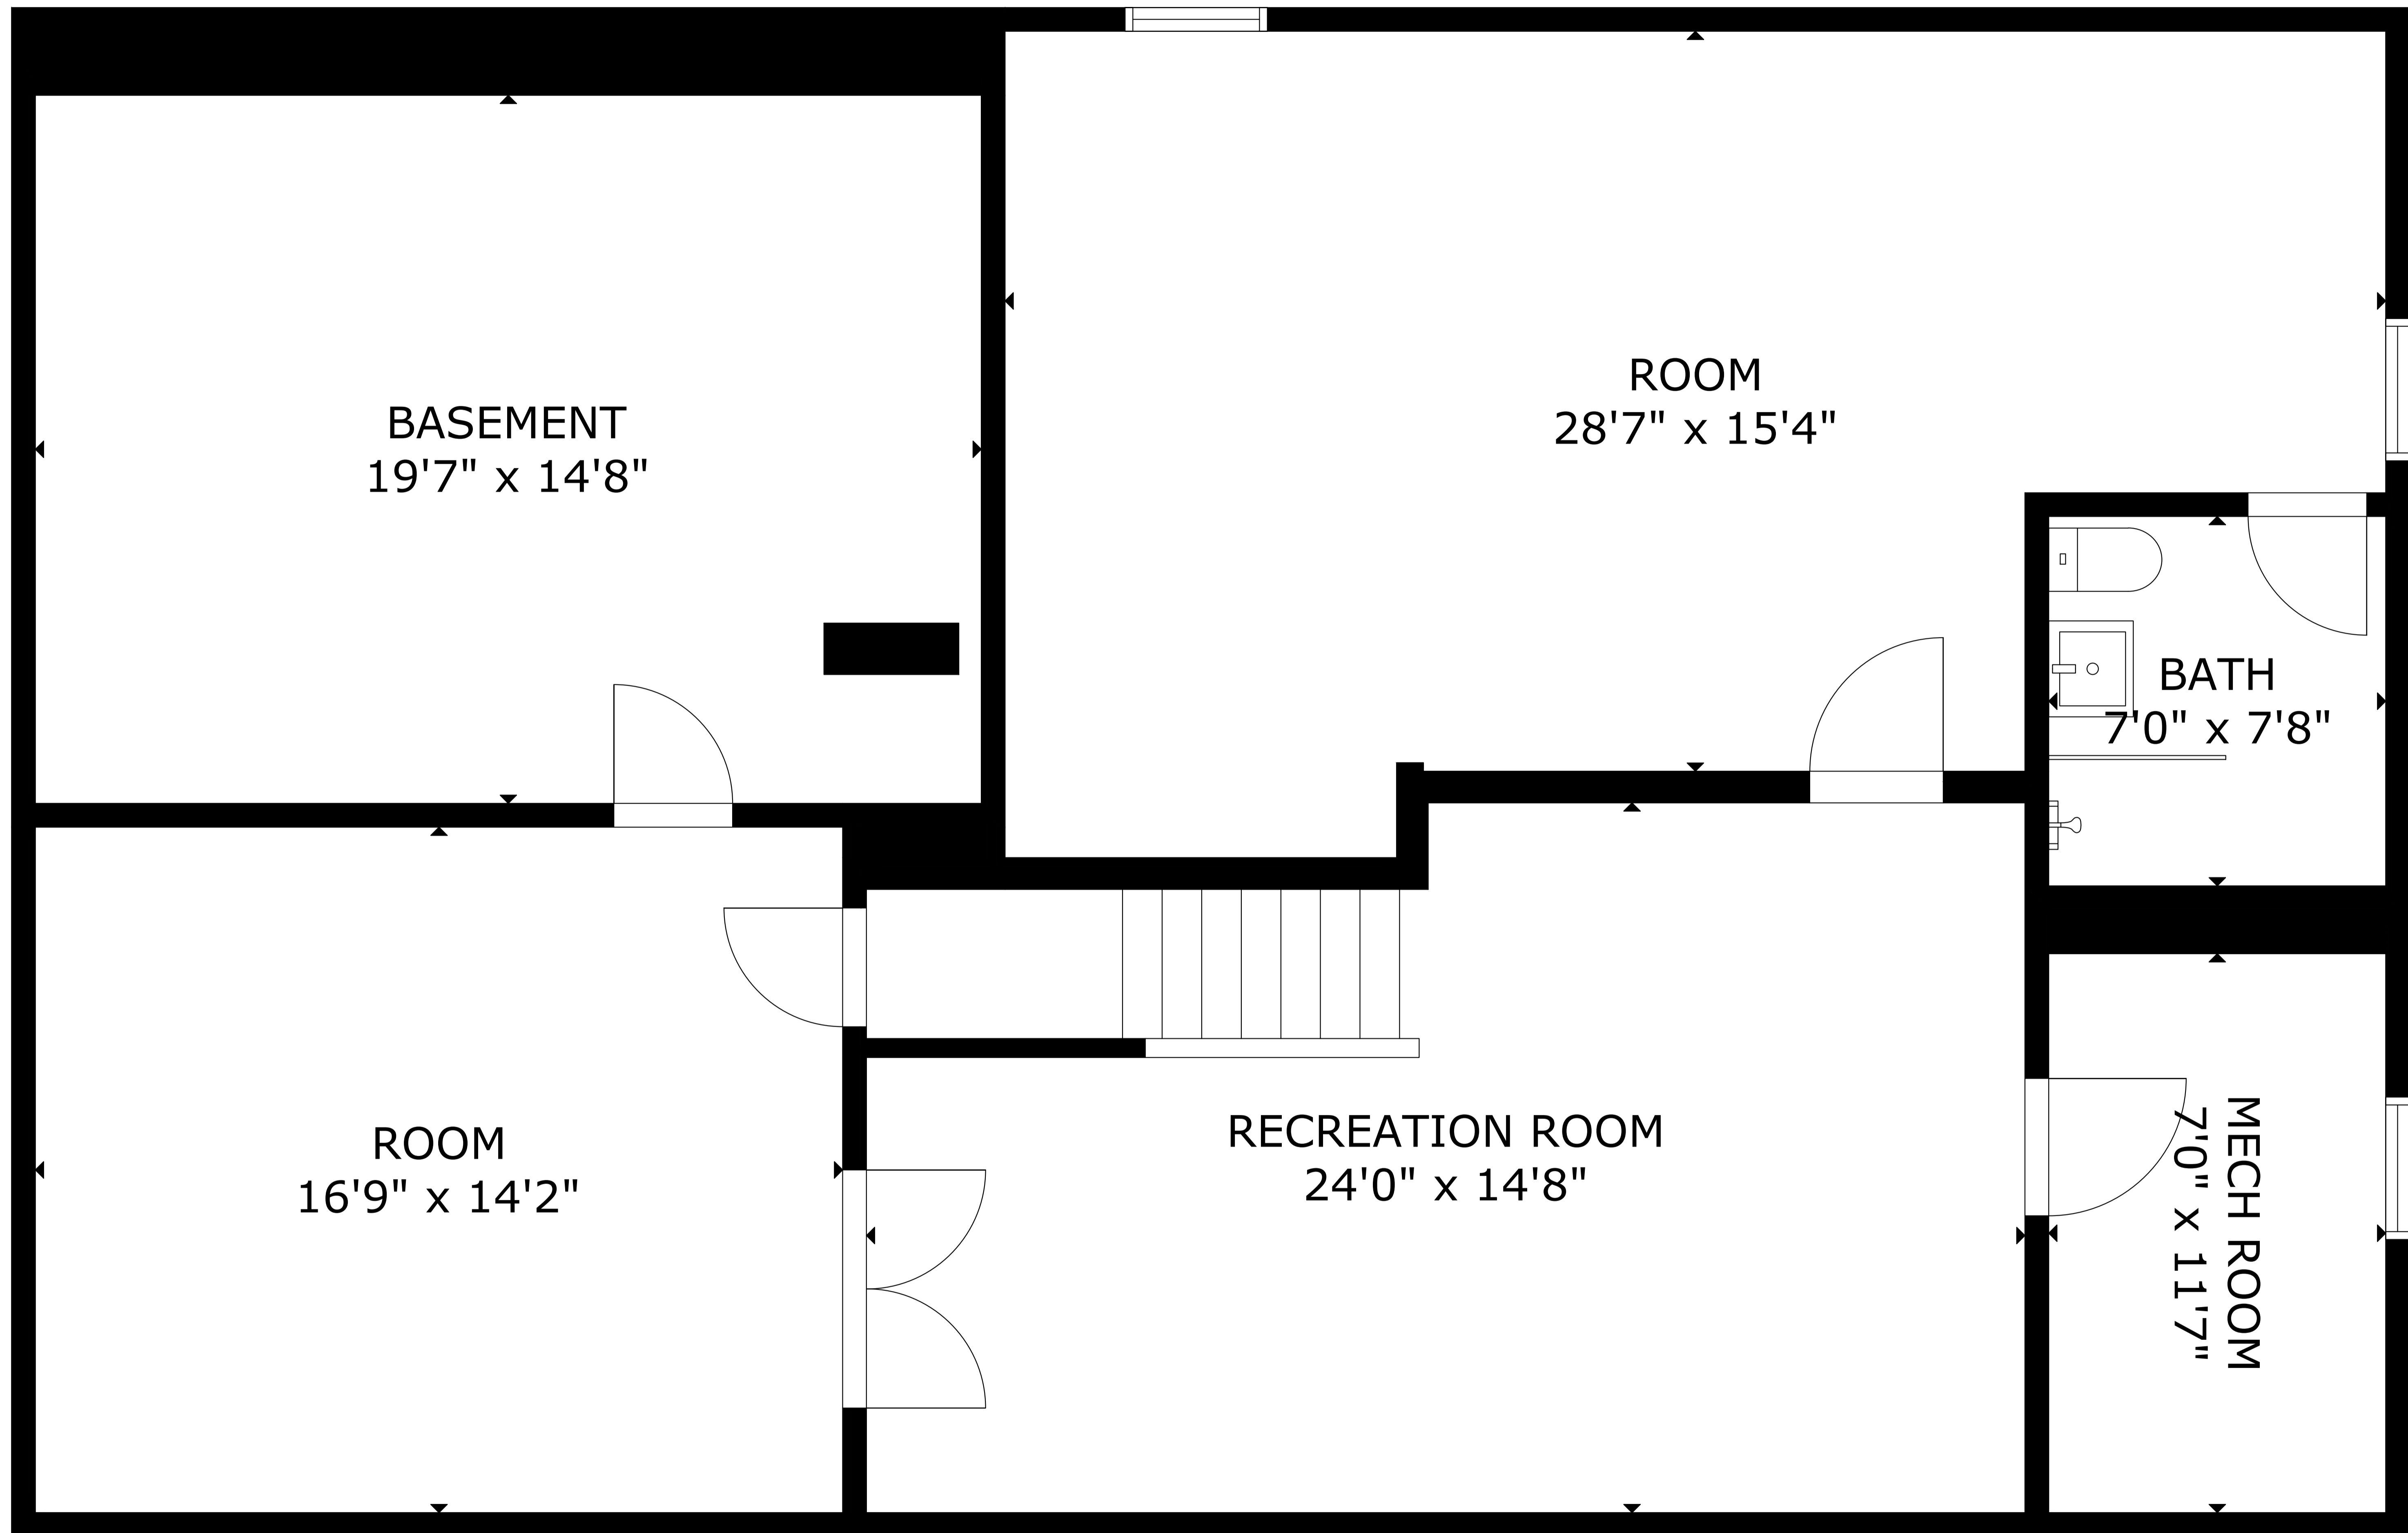 BASEMENT
19'7" x 14'8"
ROOM
28'7" x 15'4"
BATH
7'0" x 7'8"
ROOM
16'9" x 14'2"
RECREATION ROOM
24'0" x 14'8"
MECH ROOM
7'0" x 11'7"